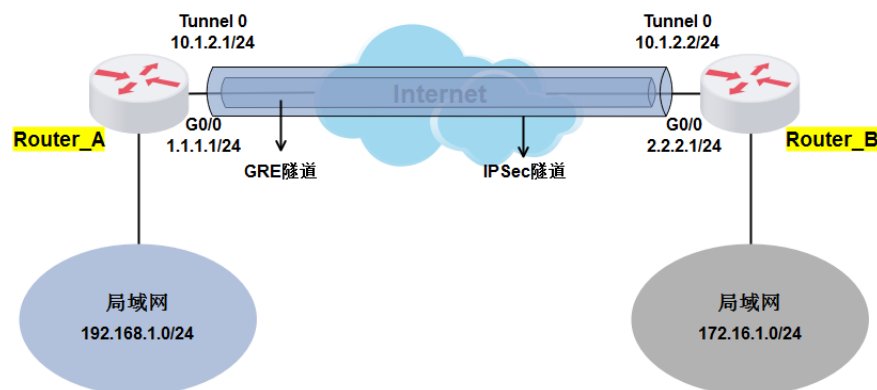 Tunnel 0
10.1.2.1/24
Tunnel 0
10.1.2.2/24
Internet
Router_A
G0/0
1.1.1.1/24
G0/0
2.2.2.1/24
Router_B
GRE隧道
IPSec隧道
局域网
192.168.1.0/24
局域网
172.16.1.0/24